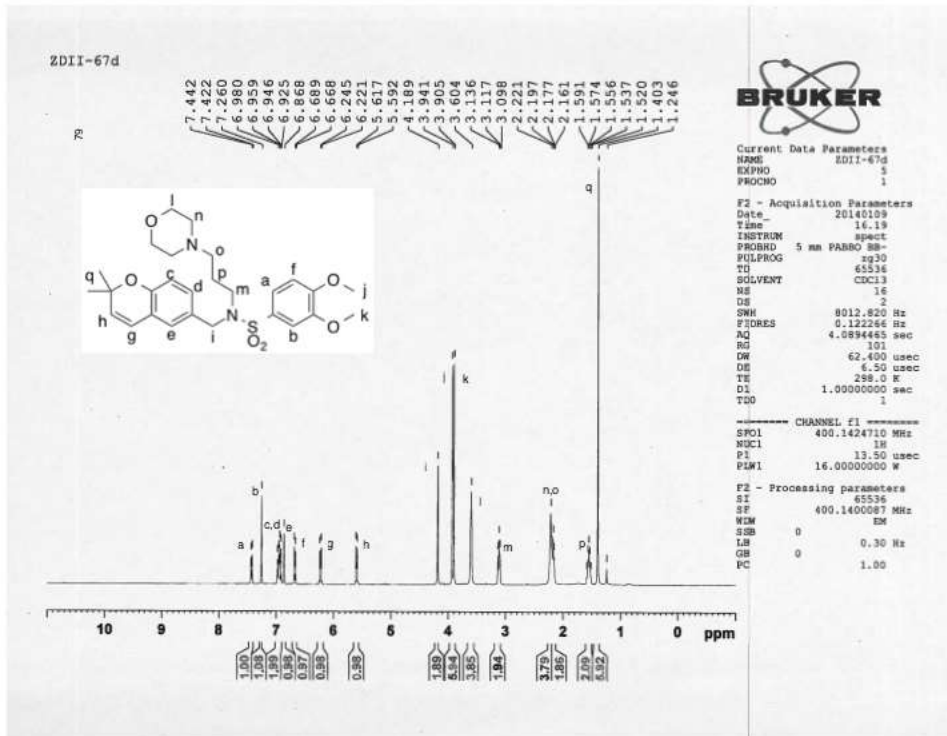 ZDII-67d
7.442
7.422
7.260
6.980
6.959
6.946
6.925
6.868
6.689
6.668
6.245
6.221
5.617
5.592
4.189
3.941
3.905
3.604
3.136
3.117
3.098
2.221
2.197
2.177
2.161
1.591
1.574
1.556
1.537
1.520
1.403
1.246
79
BRUKER
Current Data Parameters
NAME ZDII-67d
EXPNO 5
PROCNO 1
F2 - Acquisition Parameters
Date_ 20140109
Time 16.19
INSTRUM spect
PROBHD 5 mm PABBO BB-
PULPROG zg30
TD 65536
SOLVENT CDCl3
NS 16
DS 2
SWH 8012.820 Hz
FIDRES 0.122266 Hz
AQ 4.0894465 sec
RG 101
DW 62.400 usec
DE 6.50 usec
TE 298.0 K
D1 1.00000000 sec
TD0 1
======== CHANNEL f1 ========
SFO1 400.1424710 MHz
NUC1 1H
P1 13.50 usec
PLW1 16.00000000 W
F2 - Processing parameters
SI 65536
SF 400.1400087 MHz
WDW EM
SSB 0
LB 0.30 Hz
GB 0
PC 1.00
l
O n
N o
q c p a f
O d m O j
h N O k
g e i S b
O2
q
j k
i l
b
c,d e n,o
a f g h m p
10 9 8 7 6 5 4 3 2 1 0 ppm
1.00
1.08
1.99
0.98
0.97
0.98
0.98
1.89
5.94
3.85
1.94
3.79
1.86
2.09
5.92